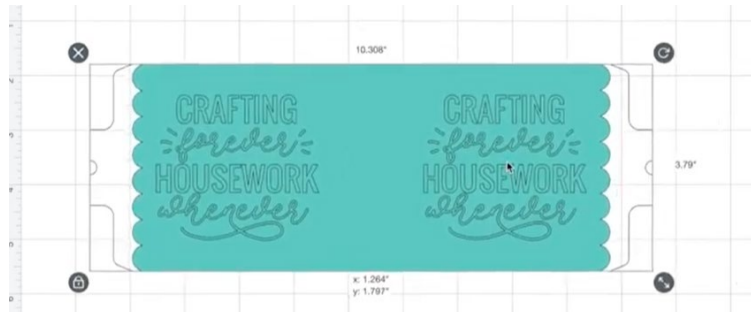 10.308"
CRAFTING
forever
HOUSEWORK
whenever
CRAFTING
forever
HOUSEWORK
whenever
3.79"
x: 1.264"
y: 1.797"